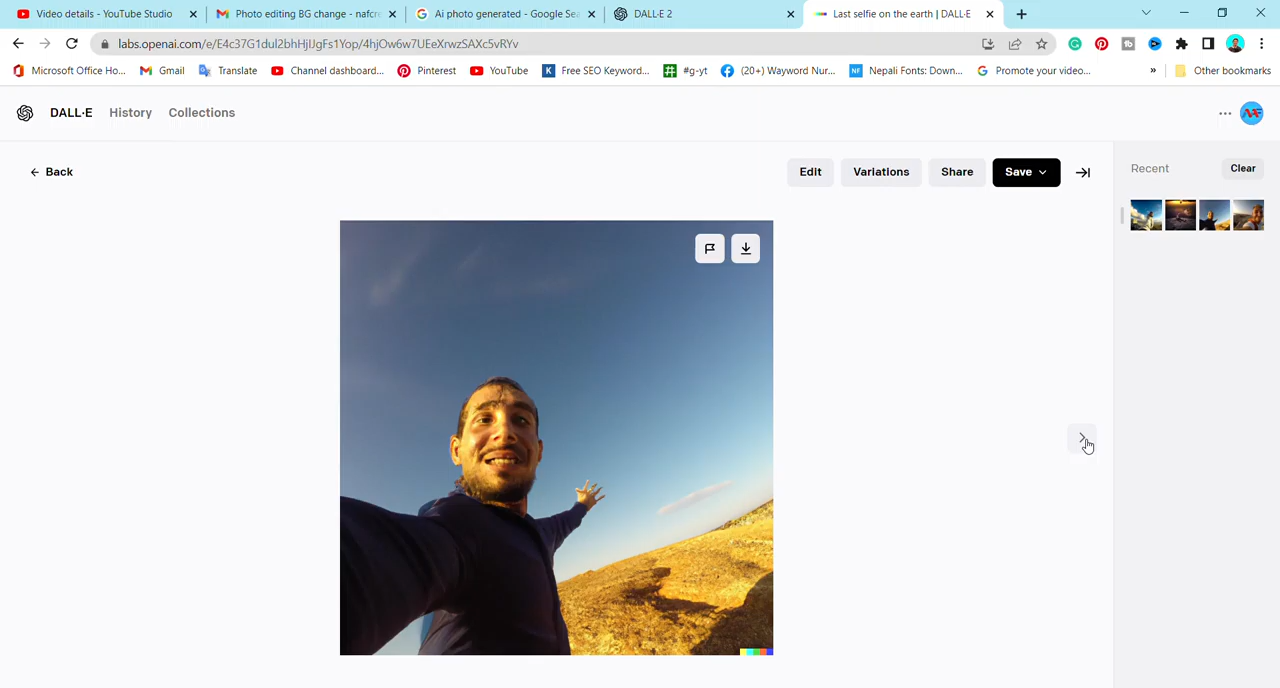 Video details - YouTube Studio
Photo editing BG change - nafcre
Ai photo generated - Google Sea
DALL·E 2
Last selfie on the earth | DALL·E
labs.openai.com/e/E4c37G1dul2bhHjIJgFs1Yop/4hjOw6w7UEeXrwzSAXc5vRYv
Microsoft Office Ho...
Gmail
Translate
Channel dashboard...
Pinterest
YouTube
Free SEO Keyword...
#g-yt
(20+) Wayword Nur...
Nepali Fonts: Down...
Promote your video...
»
Other bookmarks
DALL·E
History
Collections
← Back
Edit
Variations
Share
Save
Recent
Clear